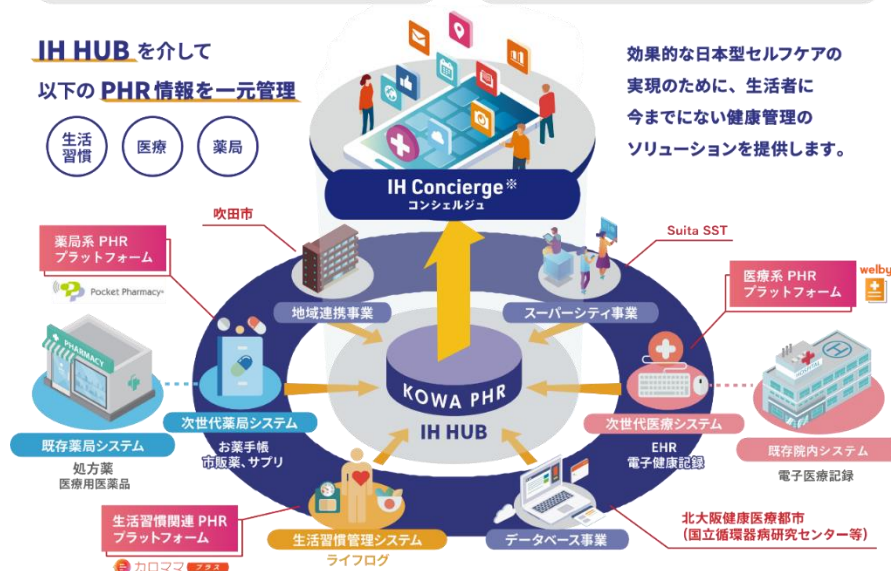 IH HUB を介して
以下の PHR 情報を一元管理
生活
習慣
医療
薬局
効果的な日本型セルフケアの
実現のために、生活者に
今までにない健康管理の
ソリューションを提供します。
IH Concierge※
コンシェルジュ
吹田市
Suita SST
薬局系 PHR
プラットフォーム
Pocket Pharmacy
医療系 PHR
プラットフォーム
welby
地域連携事業
スーパーシティ事業
PHARMACY
HOSPITAL
H
KOWA PHR
IH HUB
既存薬局システム
処方薬
医療用医薬品
次世代薬局システム
お薬手帳
市販薬、サプリ
次世代医療システム
EHR
電子健康記録
既存院内システム
電子医療記録
生活習慣関連 PHR
プラットフォーム
カロママ プラス
生活習慣管理システム
ライフログ
データベース事業
北大阪健康医療都市
(国立循環器病研究センター等)